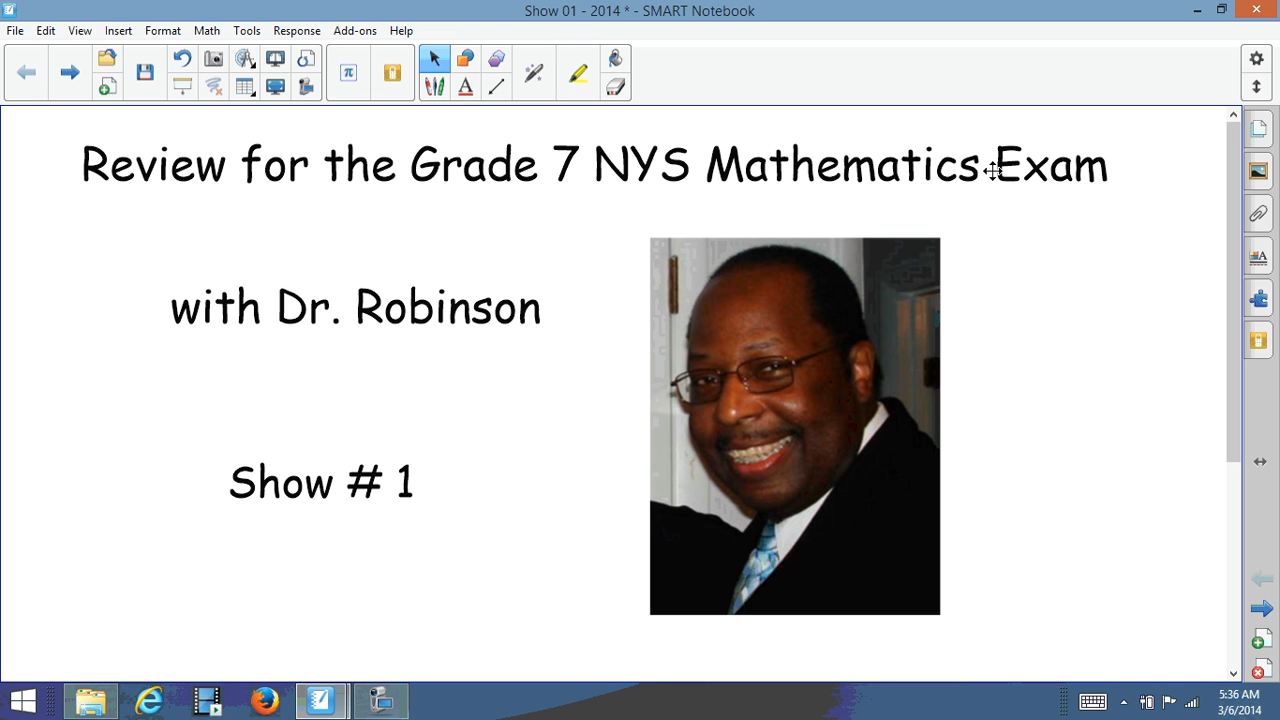 Show 01 - 2014 * - SMART Notebook
File Edit View Insert Format Math Tools Response Add-ons Help
Review for the Grade 7 NYS Mathematics Exam
with Dr. Robinson
Show # 1
5:36 AM
3/6/2014